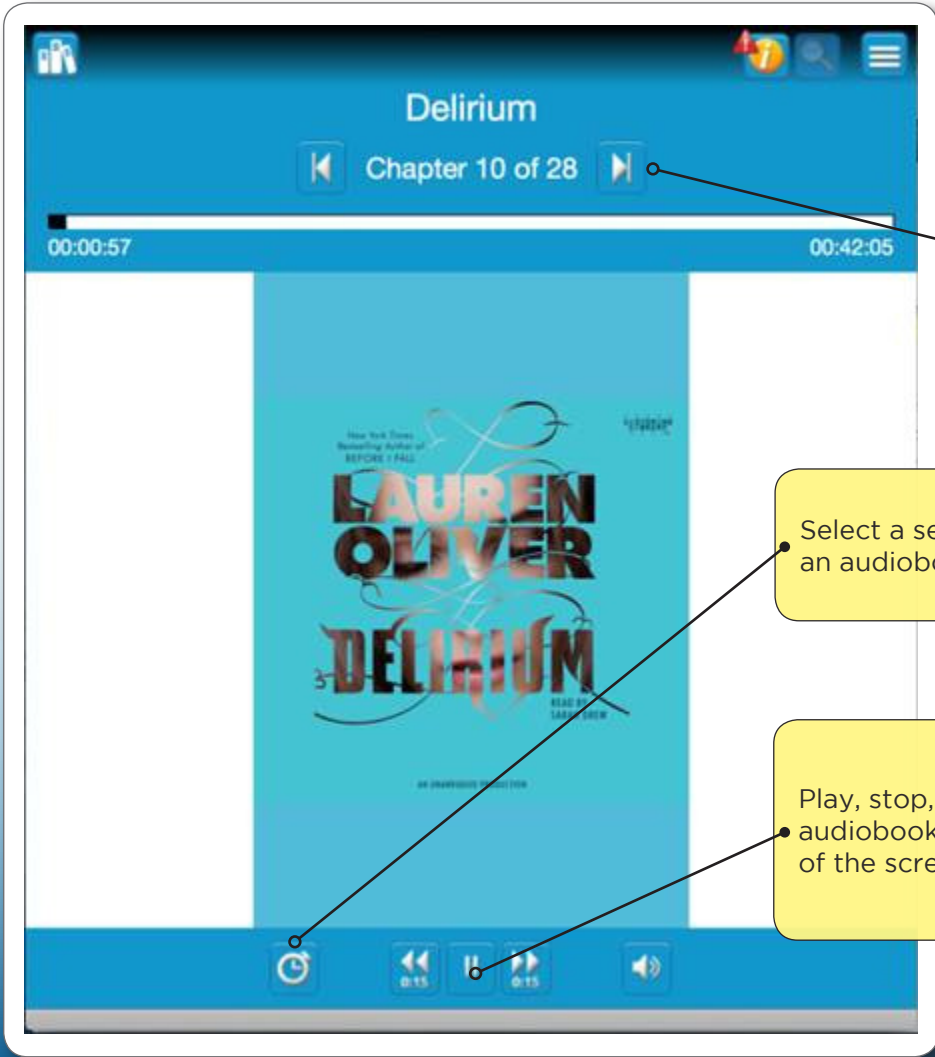 Delirium
Chapter 10 of 28
00:00:57
00:42:05
New York Times
Bestselling Author of
BEFORE I FALL
LAUREN
OLIVER
DELIRIUM
READ BY
SARAH DREW
AN UNABRIDGED PRODUCTION
Select a se
an audiobo
Play, stop,
audiobook
of the scre
0:15
0:15